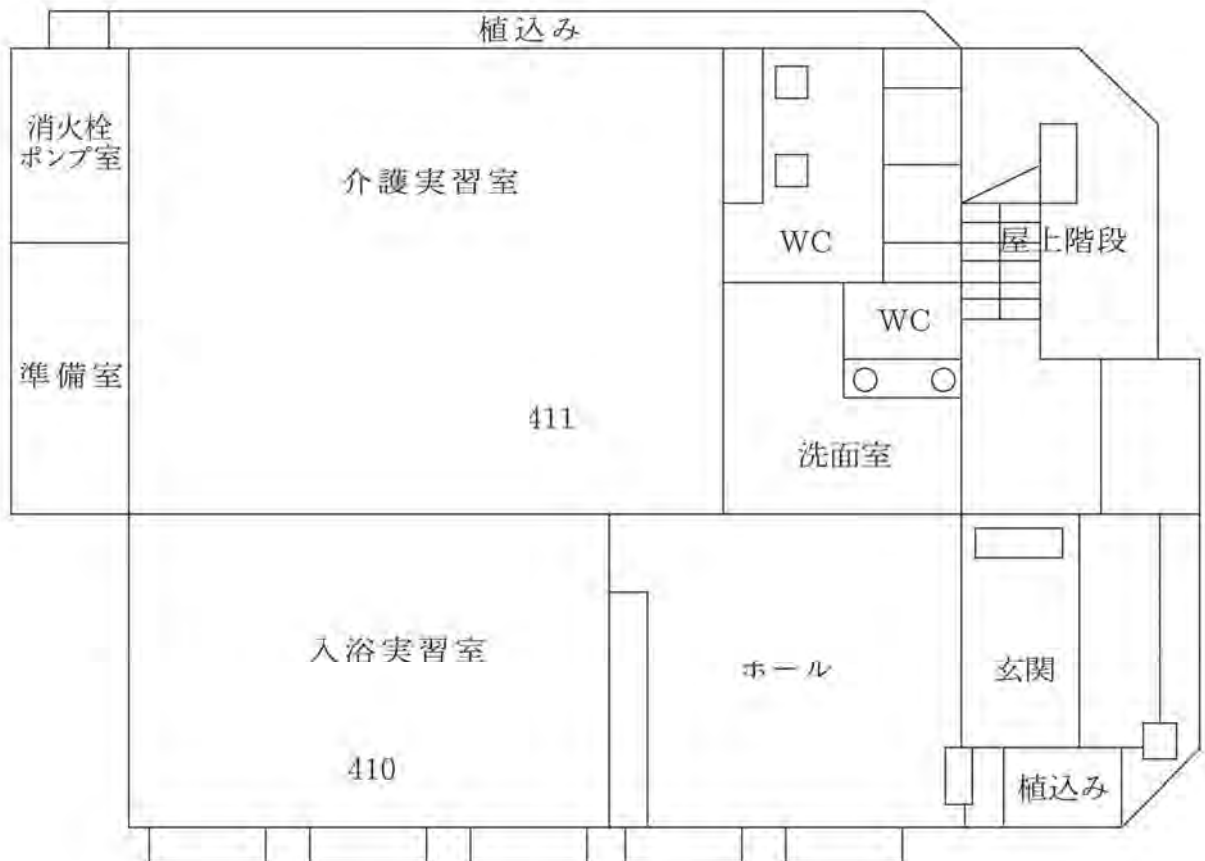 植込み
消火栓
ポンプ室
介護実習室
WC
屋上階段
WC
準備室
411
洗面室
入浴実習室
ホール
玄関
410
植込み